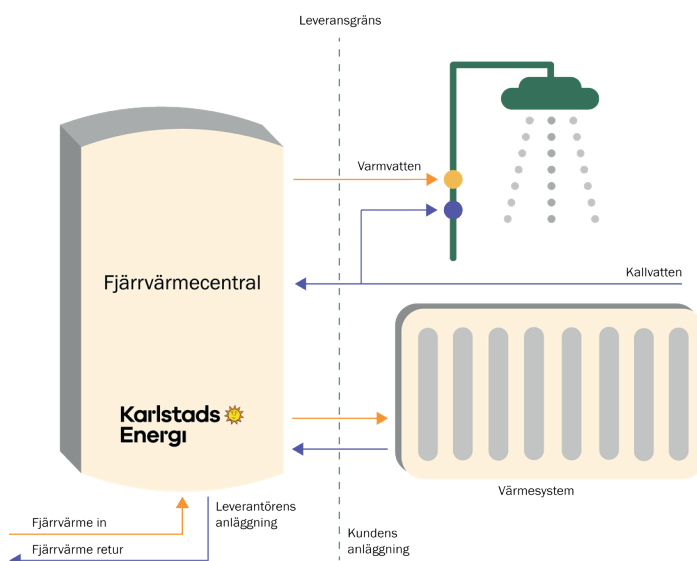 Leveransgräns
Varmvatten
Kallvatten
Fjärrvärmecentral
Karlstads
Energi
Värmesystem
Leverantörens
anläggning
Fjärrvärme in
Fjärrvärme retur
Kundens
anläggning